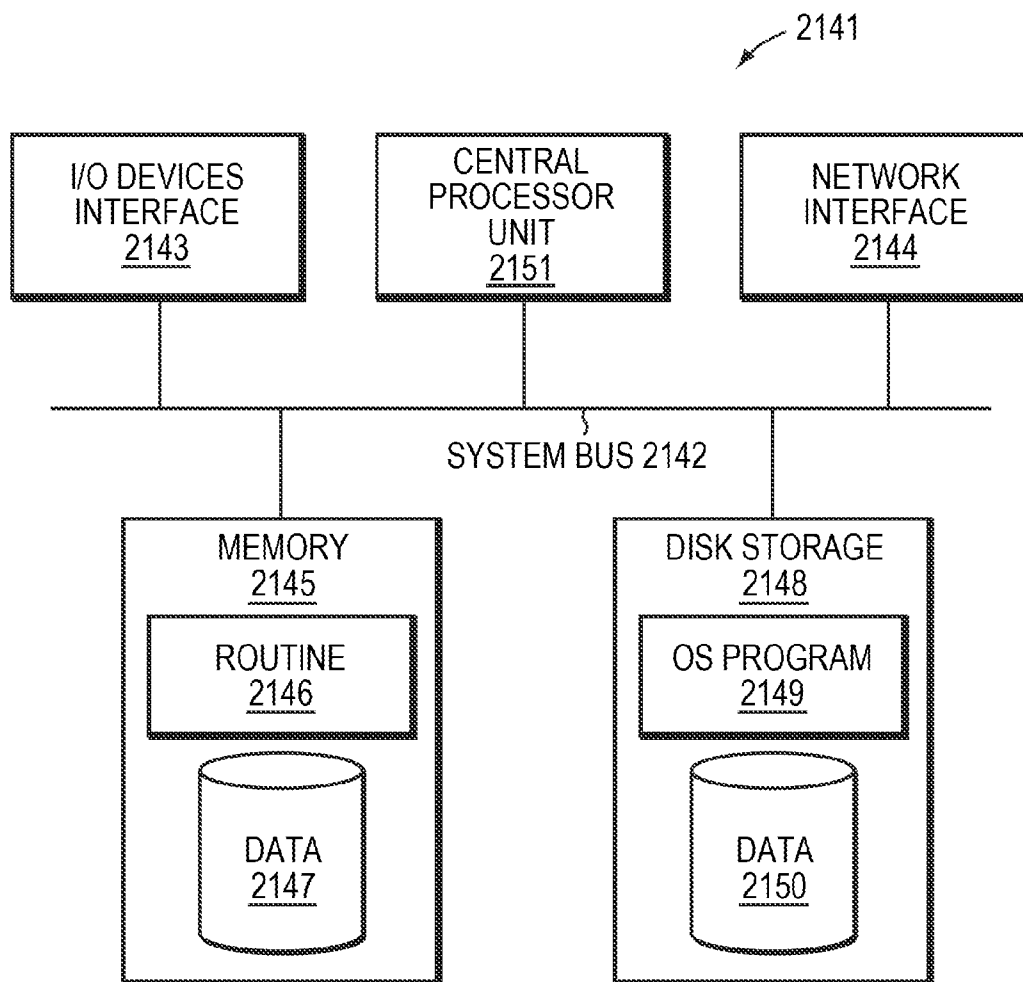 2141
I/O DEVICES
INTERFACE
2143
CENTRAL
PROCESSOR
UNIT
2151
NETWORK
INTERFACE
2144
SYSTEM BUS 2142
MEMORY
2145
ROUTINE
2146
DATA
2147
DISK STORAGE
2148
OS PROGRAM
2149
DATA
2150